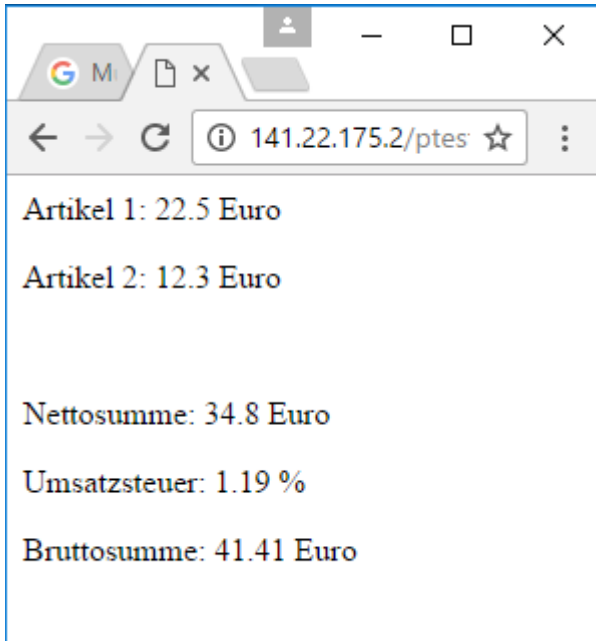 M
141.22.175.2/ptes
Artikel 1: 22.5 Euro
Artikel 2: 12.3 Euro
Nettosumme: 34.8 Euro
Umsatzsteuer: 1.19 %
Bruttosumme: 41.41 Euro